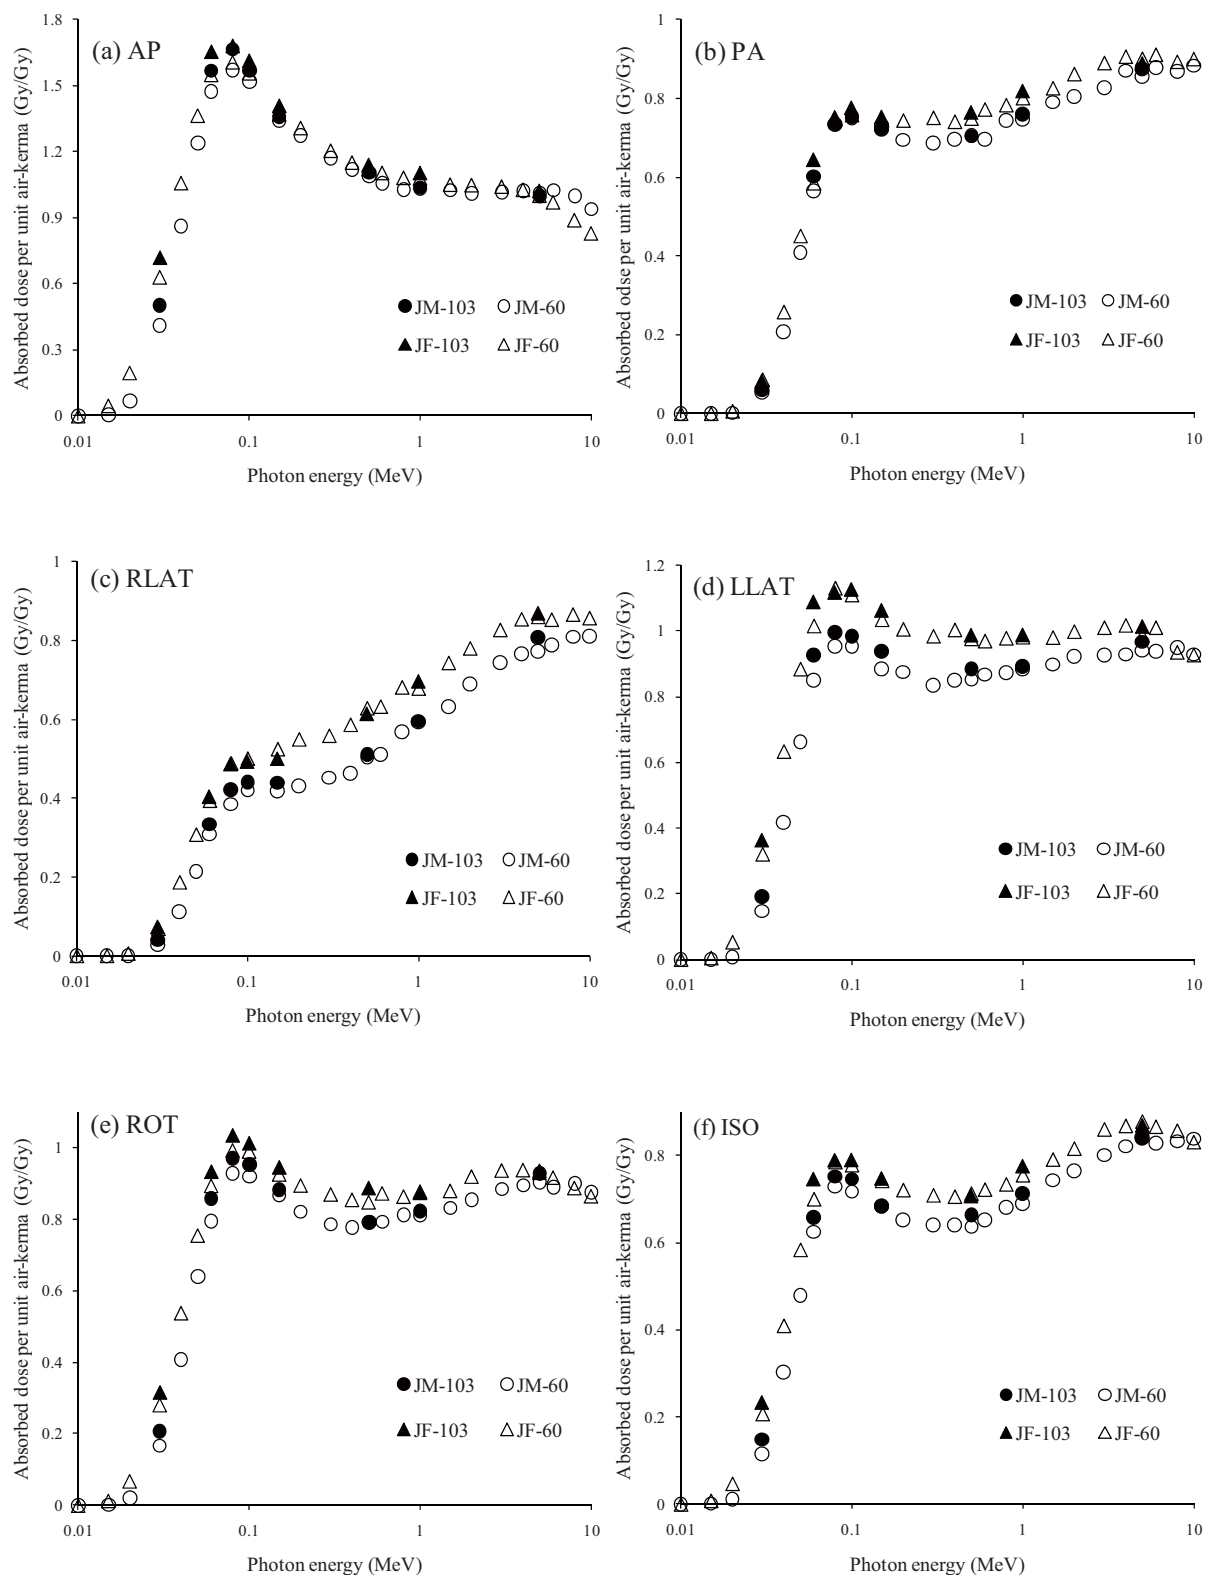 (a) AP
Absorbed dose per unit air-kerma (Gy/Gy)
1.8
1.5
1.2
0.9
0.6
0.3
0
JM-103 JM-60
JF-103 JF-60
0.01 0.1 1 10
Photon energy (MeV)
(b) PA
Absorbed odse per unit air-kerma (Gy/Gy)
1
0.8
0.6
0.4
0.2
0
JM-103 JM-60
JF-103 JF-60
0.01 0.1 1 10
Photon energy (MeV)
(c) RLAT
Absorbed dose per unit air-kerma (Gy/Gy)
1
0.8
0.6
0.4
0.2
0
JM-103 JM-60
JF-103 JF-60
0.01 0.1 1 10
Photon energy (MeV)
(d) LLAT
Absorbed dose per unit air-kerma (Gy/Gy)
1.2
1
0.8
0.6
0.4
0.2
0
JM-103 JM-60
JF-103 JF-60
0.01 0.1 1 10
Photon energy (MeV)
(e) ROT
Absorbed dose per unit air-kerma (Gy/Gy)
1
0.8
0.6
0.4
0.2
0
JM-103 JM-60
JF-103 JF-60
0.01 0.1 1 10
Photon energy (MeV)
(f) ISO
Absorbed dose per unit air-kerma (Gy/Gy)
0.8
0.6
0.4
0.2
0
JM-103 JM-60
JF-103 JF-60
0.01 0.1 1 10
Photon energy (MeV)